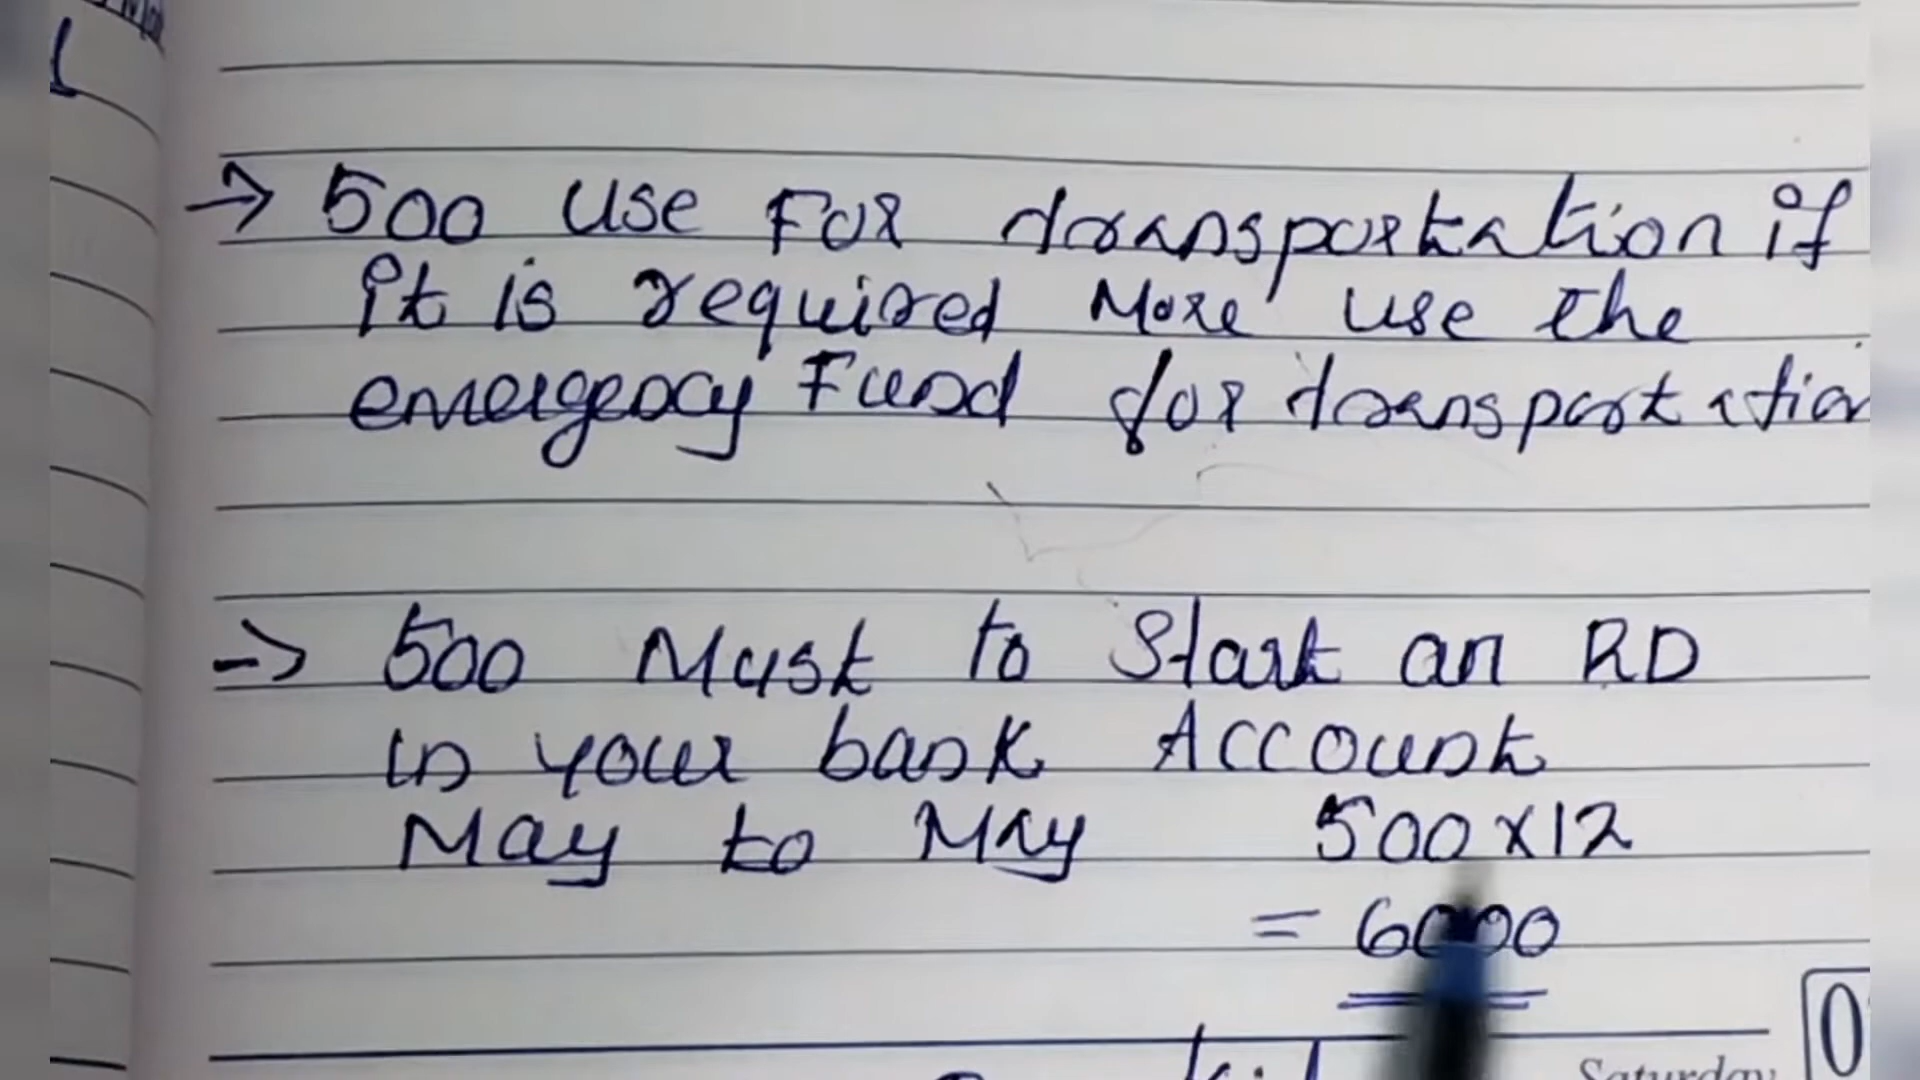 → 500 Use For transportation if
it is required More use the
emergency Fund for transportation
→ 500 Must to Start an RD
in your bank Account
May to May 500x12
= 6000
Saturday